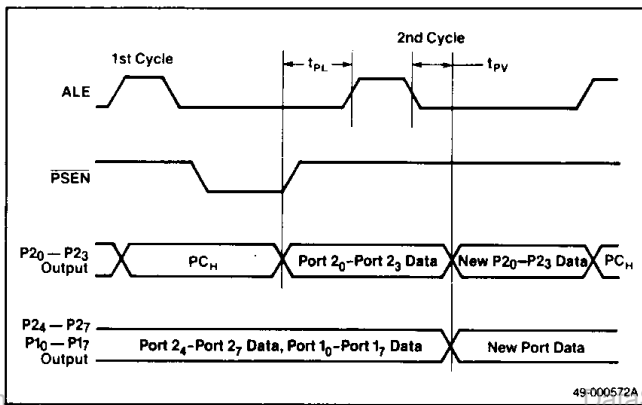 1st Cycle
2nd Cycle
tPL
tPV
ALE
PSEN
P20—P23
Output
PCH
Port 20-Port 23 Data
New P20-P23 Data
PCH
P24—P27
P10—P17
Output
Port 24-Port 27 Data, Port 10-Port 17 Data
New Port Data
49-000572A